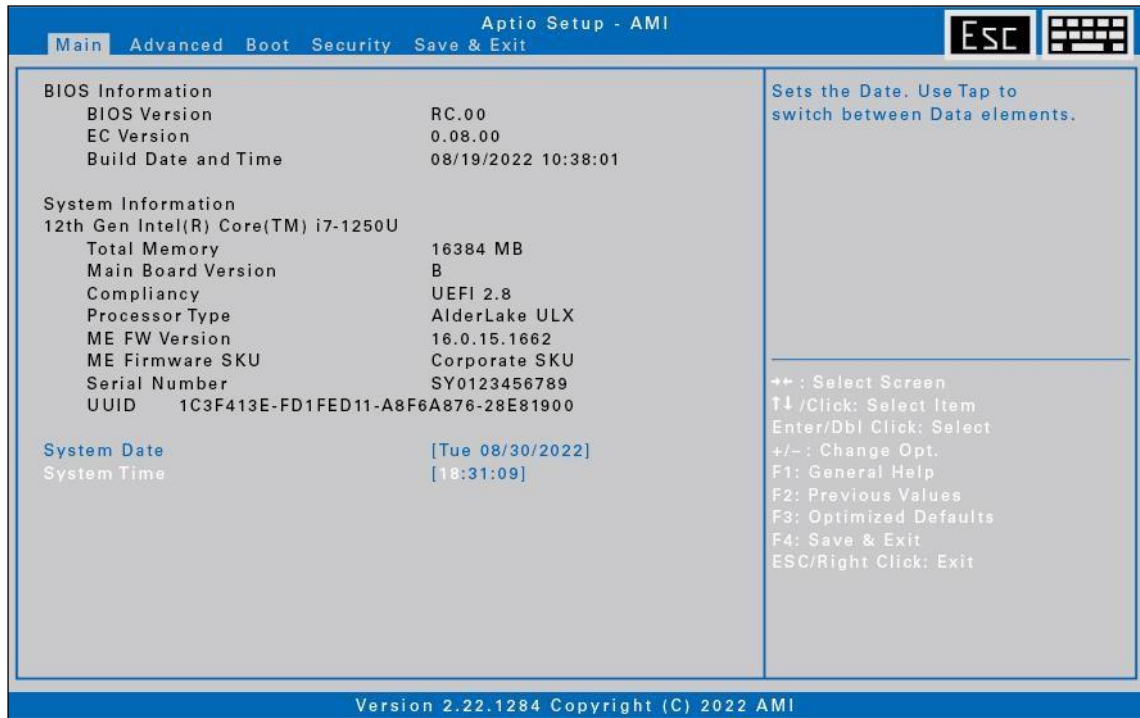 Aptio Setup - AMI
Main Advanced Boot Security Save & Exit
Esc
BIOS Information
BIOS Version RC.00
EC Version 0.08.00
Build Date and Time 08/19/2022 10:38:01
System Information
12th Gen Intel(R) Core(TM) i7-1250U
Total Memory 16384 MB
Main Board Version B
Compliancy UEFI 2.8
Processor Type AlderLake ULX
ME FW Version 16.0.15.1662
ME Firmware SKU Corporate SKU
Serial Number SY0123456789
UUID 1C3F413E-FD1FED11-A8F6A876-28E81900
System Date [Tue 08/30/2022]
System Time [18:31:09]
Sets the Date. Use Tap to
switch between Data elements.
→←: Select Screen
↑↓/Click: Select Item
Enter/Dbl Click: Select
+/-: Change Opt.
F1: General Help
F2: Previous Values
F3: Optimized Defaults
F4: Save & Exit
ESC/Right Click: Exit
Version 2.22.1284 Copyright (C) 2022 AMI